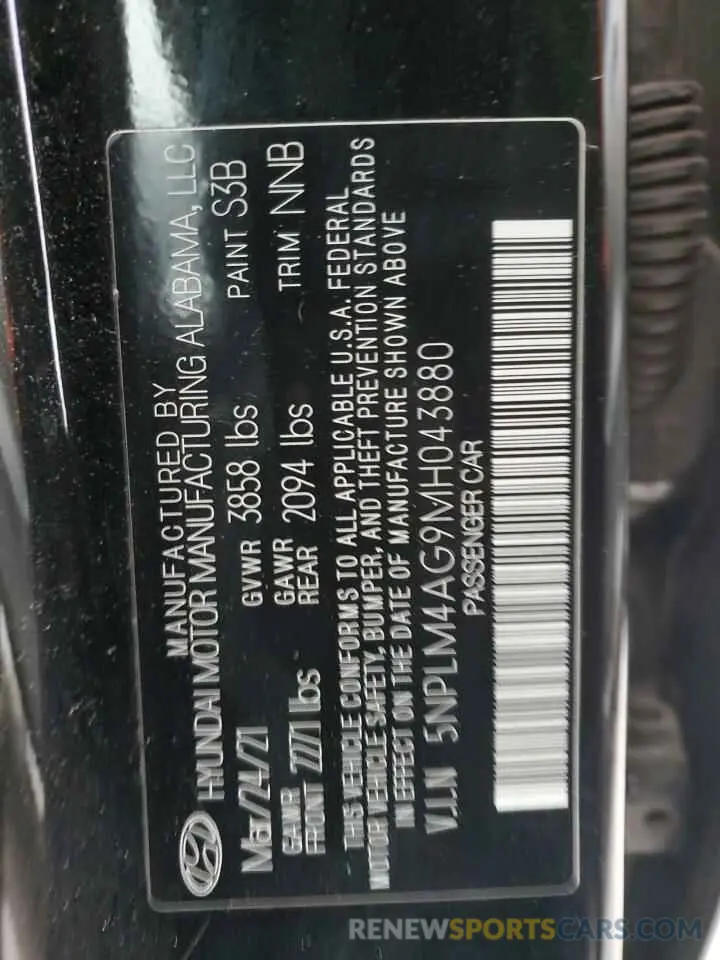 MANUFACTURED BY
HYUNDAI MOTOR MANUFACTURING ALABAMA, LLC
Mar/24/21 GVWR 3858 lbs PAINT S3B
GAWR FRONT 2271 lbs GAWR REAR 2094 lbs TRIM NNB
THIS VEHICLE CONFORMS TO ALL APPLICABLE U.S.A. FEDERAL
MOTOR VEHICLE SAFETY, BUMPER, AND THEFT PREVENTION STANDARDS
IN EFFECT ON THE DATE OF MANUFACTURE SHOWN ABOVE
V.I.N 5NPLM4AG9MH043880
PASSENGER CAR
RENEWSPORTSCARS.COM